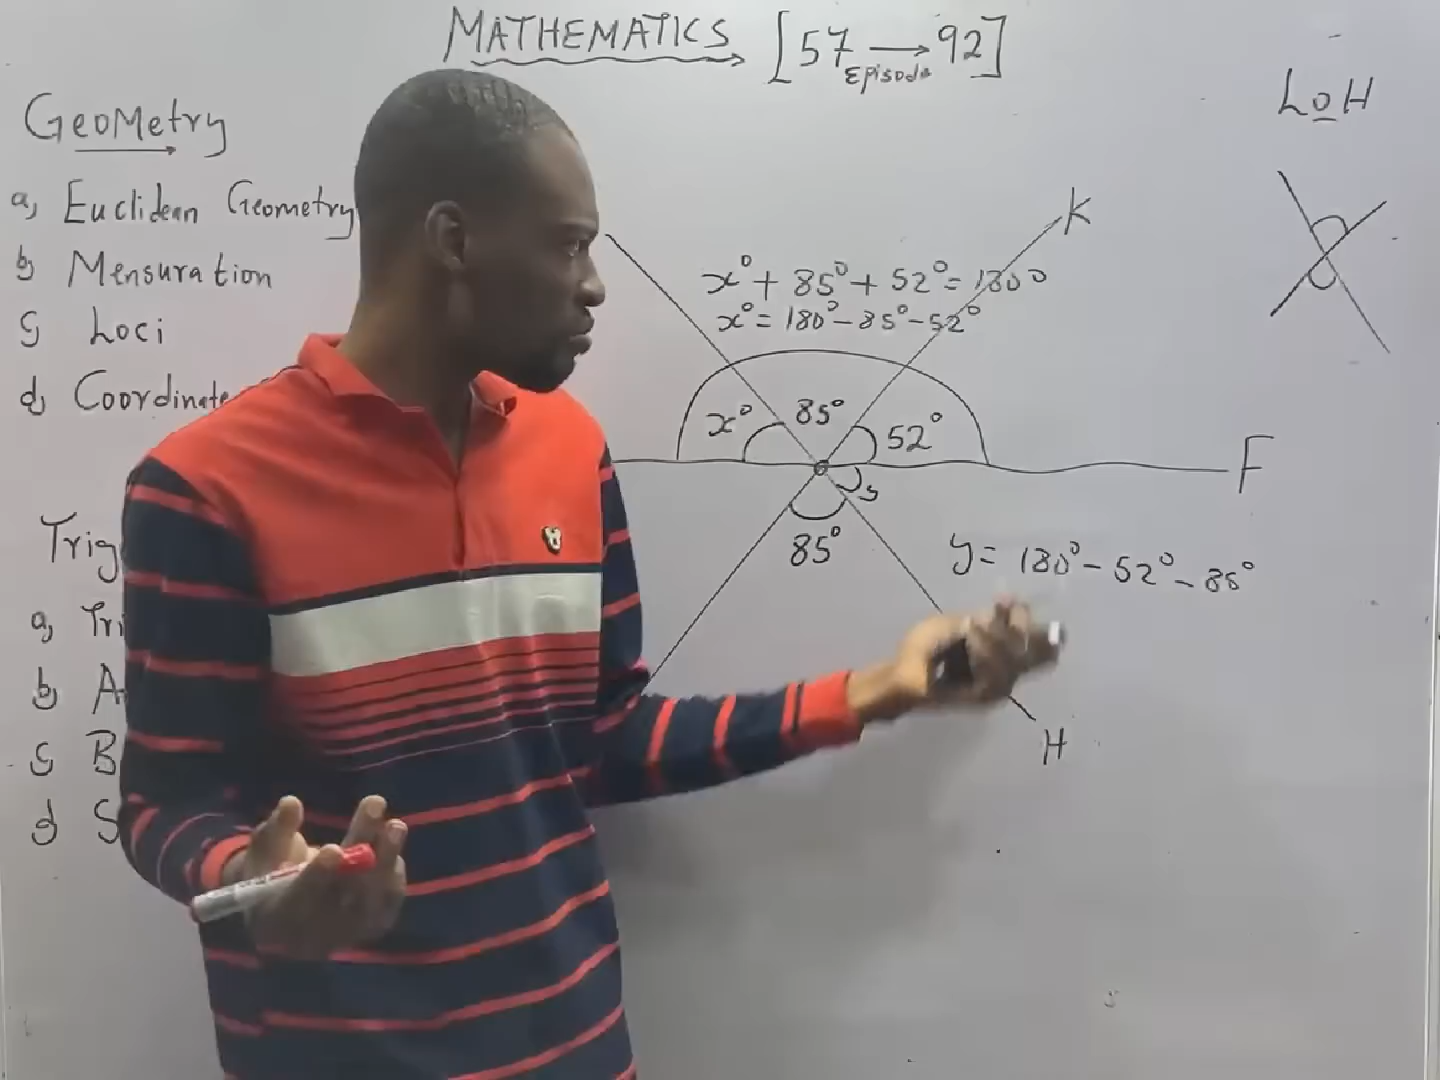 MATHEMATICS [57 → 92]
Episode
GeoMetry
a, Euclidean Geometry
b Mensuration
c Loci
d Coordinate
Trig
a, Tri
b A
c B
d S
LOH
K
x° + 85° + 52° = 180°
x° = 180° - 85° - 52°
x° 85° 52°
F
y
85°
y = 180° - 52° - 85°
H